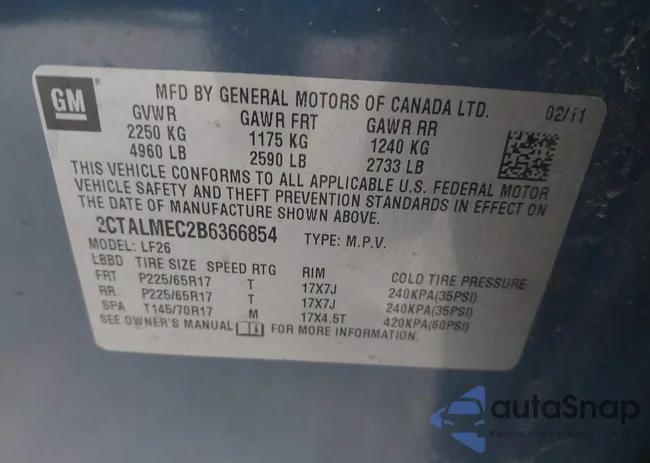 GM
MFD BY GENERAL MOTORS OF CANADA LTD. 02/11
GVWR GAWR FRT GAWR RR
2250 KG 1175 KG 1240 KG
4960 LB 2590 LB 2733 LB
THIS VEHICLE CONFORMS TO ALL APPLICABLE U.S. FEDERAL MOTOR
VEHICLE SAFETY AND THEFT PREVENTION STANDARDS IN EFFECT ON
THE DATE OF MANUFACTURE SHOWN ABOVE.
2CTALMEC2B6366854 TYPE: M.P.V.
MODEL: LF26
LBBD TIRE SIZE SPEED RTG RIM COLD TIRE PRESSURE
FRT P225/65R17 T 17X7J 240KPA(35PSI)
RR P225/65R17 T 17X7J 240KPA(35PSI)
SPA T145/70R17 M 17X4.5T 420KPA(60PSI)
SEE OWNER'S MANUAL FOR MORE INFORMATION.
autaSnap